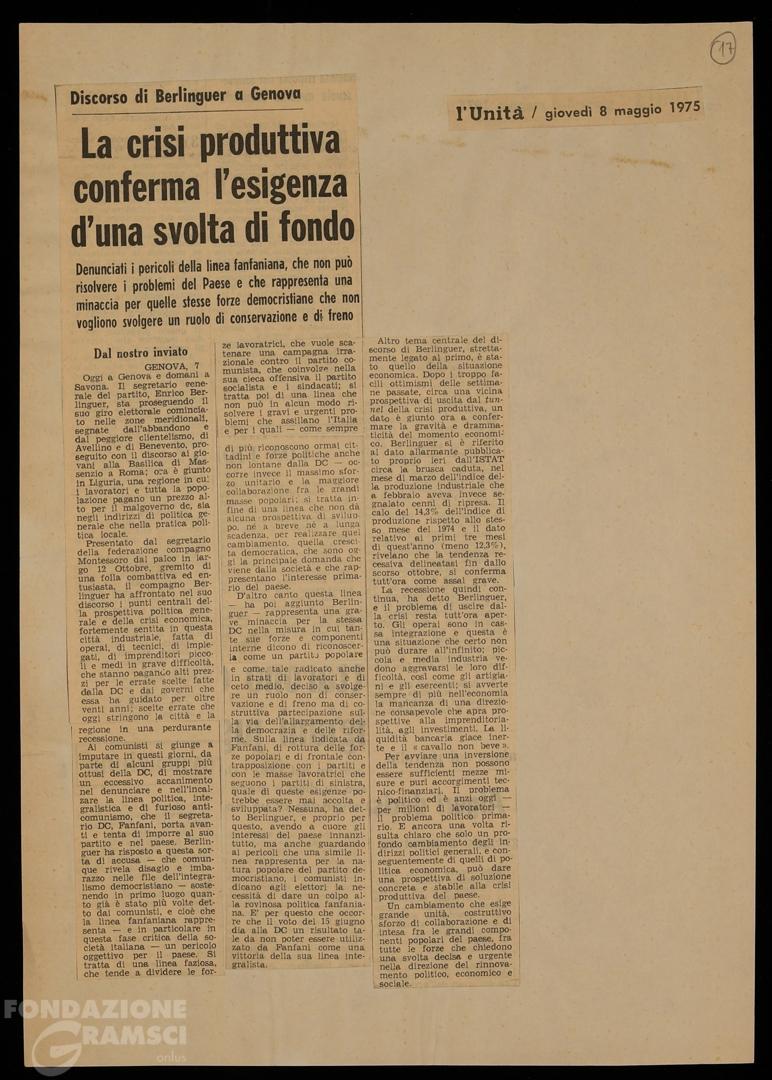 17
Discorso di Berlinguer a Genova
l'Unità / giovedì 8 maggio 1975
La crisi produttiva
conferma l'esigenza
d'una svolta di fondo
Denunciati i pericoli della linea fanfaniana, che non può
risolvere i problemi del Paese e che rappresenta una
minaccia per quelle stesse forze democristiane che non
vogliono svolgere un ruolo di conservazione e di freno
Dal nostro inviato
GENOVA, 7
Oggi a Genova e domani a
Savona. Il segretario gene-
rale del partito, Enrico Ber-
linguer, sta proseguendo il
suo giro elettorale comincia-
to nelle zone meridionali,
segnate dall'abbandono e
dal peggiore clientelismo, di
Avellino e di Benevento, pro-
seguito con il discorso ai gio-
vani alla Basilica di Mas-
senzio a Roma; ora è giunto
in Liguria, una regione in cui
i lavoratori e tutta la popo-
lazione pagano un prezzo al-
to per il malgoverno dc, sia
negli indirizzi di politica ge-
nerale che nella pratica poli-
tica locale.
Presentato dal segretario
della federazione compagno
Montessoro dal palco in lar-
go 12 Ottobre, gremito di
una folla combattiva ed en-
tusiasta, il compagno Ber-
linguer ha affrontato nel suo
discorso i punti centrali del-
la prospettiva politica gene-
rale e della crisi economica,
fortemente sentita in questa
città industriale, fatta di
operai, di tecnici, di impie-
gati, di imprenditori picco-
li e medi in grave difficoltà,
che stanno pagando alti prez-
zi per le errate scelte fatte
dalla DC e dai governi che
essa ha guidato per oltre
venti anni; scelte errate che
oggi stringono la città e la
regione in una perdurante
recessione.
Ai comunisti si giunge a
imputare in questi giorni, da
parte di alcuni gruppi più
ottusi della DC, di mostrare
un eccessivo accanimento
nel denunciare e nell'incal-
zare la linea politica, inte-
gralistica e di furioso anti-
comunismo, che il segreta-
rio DC, Fanfani, porta avan-
ti e tenta di imporre al suo
partito e nel paese. Berlin-
guer ha risposto a questa sor-
ta di accusa — che comun-
que rivela disagio e imba-
razzo nelle file dell'integra-
lismo democristiano — soste-
nendo in primo luogo quan-
to già è stato più volte det-
to dai comunisti, e cioè che
la linea fanfaniana rappre-
senta — e in particolare in
questa fase critica della so-
cietà italiana — un pericolo
oggettivo per il paese. Si
tratta di una linea faziosa,
che tende a dividere le for-
ze lavoratrici, che vuole sca-
tenare una campagna irra-
zionale contro il partito co-
munista, che coinvolge nella
sua cieca offensiva il partito
socialista e i sindacati; si
tratta poi di una linea che
non può in alcun modo ri-
solvere i gravi e urgenti pro-
blemi che assillano l'Italia
e per i quali — come sempre
di più riconoscono ormai cit-
tadini e forze politiche anche
non lontane dalla DC — oc-
corre invece il massimo sfor-
zo unitario e la maggiore
collaborazione fra le grandi
masse popolari; si tratta in-
fine di una linea che non dà
alcuna prospettiva di svilup-
po, né a breve né a lunga
scadenza, per realizzare quel
cambiamento, quella cresci-
ta democratica, che sono og-
gi la principale domanda che
viene dalla società e che rap-
presentano l'interesse prima-
rio del paese.
D'altro canto questa linea
— ha poi aggiunto Berlin-
guer — rappresenta una gra-
ve minaccia per la stessa
DC nella misura in cui tan-
te sue forze e componenti
interne dicono di riconoscer-
la come un partito popolare
e come tale radicato anche
in strati di lavoratori e di
ceto medio, deciso a svolge-
re un ruolo non di conser-
vazione e di freno ma di co-
struttiva partecipazione sul-
la via dell'allargamento del-
la democrazia e delle rifor-
me. Sulla linea indicata da
Fanfani, di rottura delle for-
ze popolari e di frontale con-
trapposizione con i partiti e
con le masse lavoratrici che
seguono i partiti di sinistra,
quale di queste esigenze po-
trebbe essere mai accolta e
sviluppata? Nessuna, ha det-
to Berlinguer, e proprio per
questo, avendo a cuore gli
interessi del paese innanzi-
tutto, ma anche guardando
ai pericoli che una simile li-
nea rappresenta per la na-
tura popolare del partito de-
mocristiano, i comunisti in-
dicano agli elettori la ne-
cessità di dare un colpo al-
la rovinosa politica fanfania-
na. E' per questo che occor-
re che il voto del 15 giugno
dia alla DC un risultato ta-
le da non poter essere utiliz-
zato da Fanfani come una
vittoria della sua linea inte-
gralista.
Altro tema centrale del di-
scorso di Berlinguer, stretta-
mente legato al primo, è sta-
to quello della situazione
economica. Dopo i troppo fa-
cili ottimismi delle settima-
ne passate, circa una vicina
prospettiva di uscita dal tun-
nel della crisi produttiva, un
dato è giunto ora a confer-
mare la gravità e dramma-
ticità del momento economi-
co. Berlinguer si è riferito
al dato allarmante pubblica-
to proprio ieri dall'ISTAT
circa la brusca caduta, nel
mese di marzo dell'indice del-
la produzione industriale che
a febbraio aveva invece se-
gnalato cenni di ripresa. Il
calo del 14,3% dell'indice di
produzione rispetto allo stes-
so mese del 1974 e il dato
relativo ai primi tre mesi
di quest'anno (meno 12,3%),
rivelano che la tendenza re-
cessiva delineatasi fin dallo
scorso ottobre, si conferma
tutt'ora come assai grave.
La recessione quindi con-
tinua, ha detto Berlinguer,
e il problema di uscire dal-
la crisi resta tutt'ora aper-
to. Gli operai sono in cas-
sa integrazione e questa è
una situazione che certo non
può durare all'infinito; pic-
cola e media industria ve-
dono aggravarsi le loro dif-
ficoltà, così come gli artigia-
ni e gli esercenti; si avverte
sempre di più nell'economia
la mancanza di una direzio-
ne consapevole che apra pro-
spettive alla imprenditoria-
lità, agli investimenti. La li-
quidità bancaria giace iner-
te e il « cavallo non beve ».
Per avviare una inversione
della tendenza non possono
essere sufficienti mezze mi-
sure e puri accorgimenti tec-
nico-finanziari. Il problema
è politico ed è anzi oggi —
per milioni di lavoratori —
il problema politico prima-
rio. E ancora una volta ri-
sulta chiaro che solo un pro-
fondo cambiamento degli in-
dirizzi politici generali, e con-
seguentemente di quelli di po-
litica economica, può dare
una prospettiva di soluzione
concreta e stabile alla crisi
produttiva del paese.
Un cambiamento che esige
grande unità, costruttivo
sforzo di collaborazione e di
intesa fra le grandi compo-
nenti popolari del paese, fra
tutte le forze che chiedono
una svolta decisa e urgente
nella direzione del rinnova-
mento politico, economico e
sociale.
FONDAZIONE
GRAMSCI
onlus